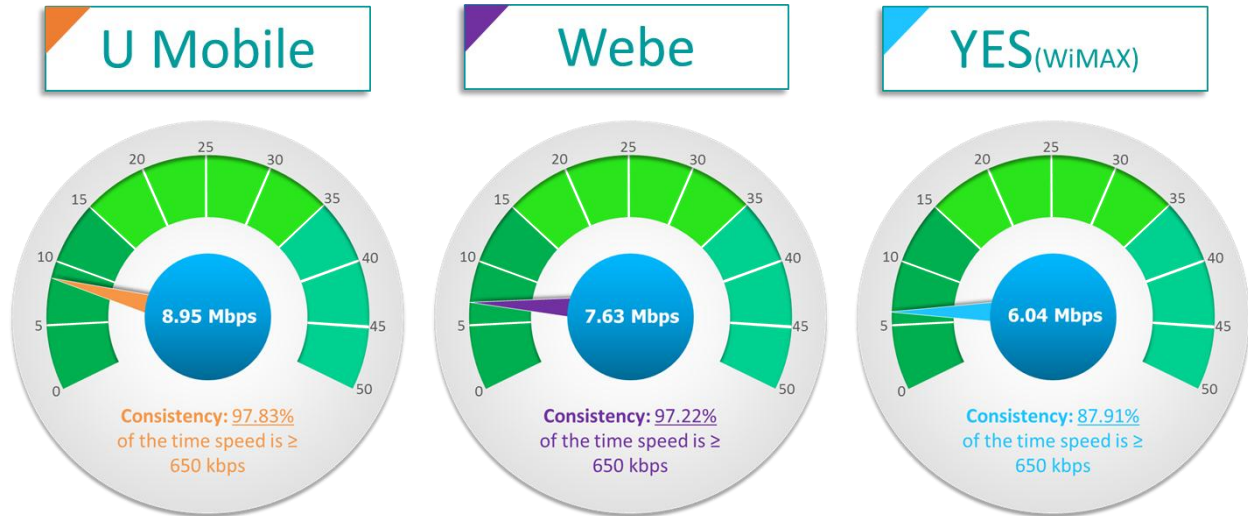 U Mobile
Webe
YES(WiMAX)
0
5
10
15
20
25
30
35
40
45
50
8.95 Mbps
Consistency: 97.83%
of the time speed is ≥
650 kbps
0
5
10
15
20
25
30
35
40
45
50
7.63 Mbps
Consistency: 97.22%
of the time speed is ≥
650 kbps
0
5
10
15
20
25
30
35
40
45
50
6.04 Mbps
Consistency: 87.91%
of the time speed is ≥
650 kbps